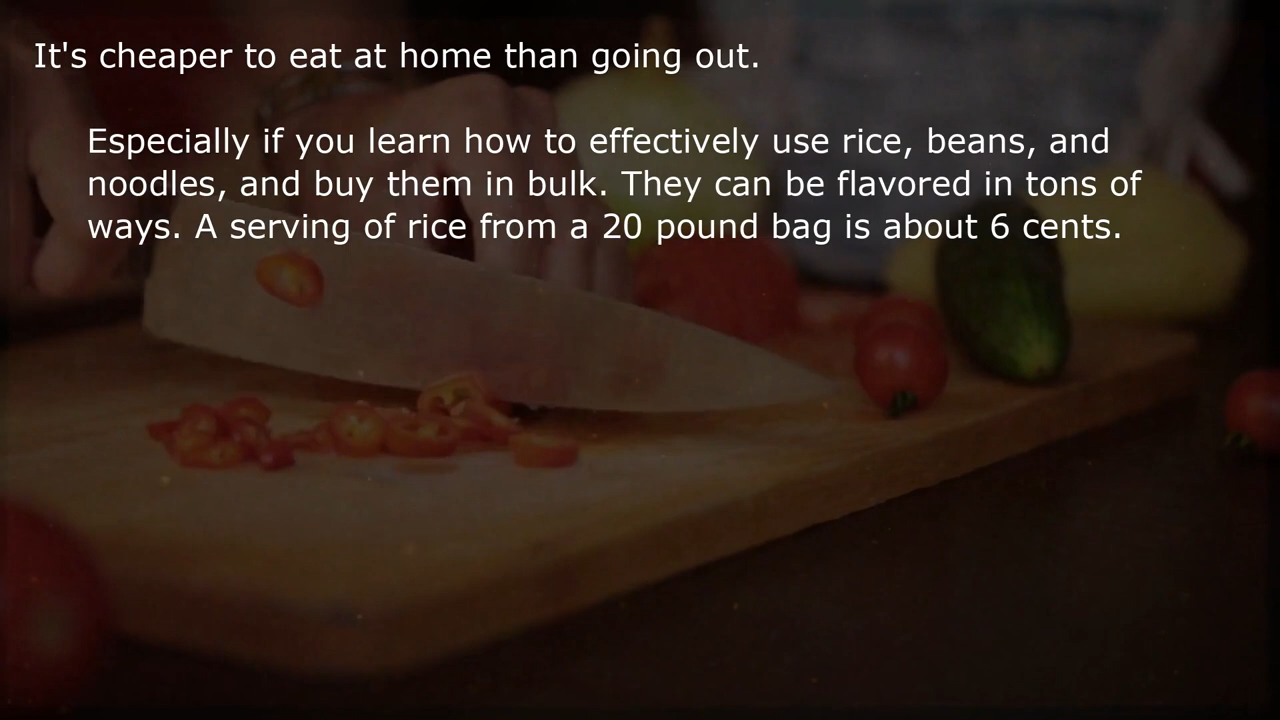 It's cheaper to eat at home than going out.
Especially if you learn how to effectively use rice, beans, and
noodles, and buy them in bulk. They can be flavored in tons of
ways. A serving of rice from a 20 pound bag is about 6 cents.